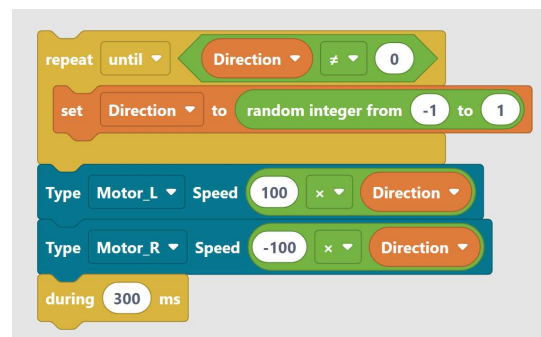 repeat until Direction ≠ 0
set Direction to random integer from -1 to 1
Type Motor_L Speed 100 × Direction
Type Motor_R Speed -100 × Direction
during 300 ms